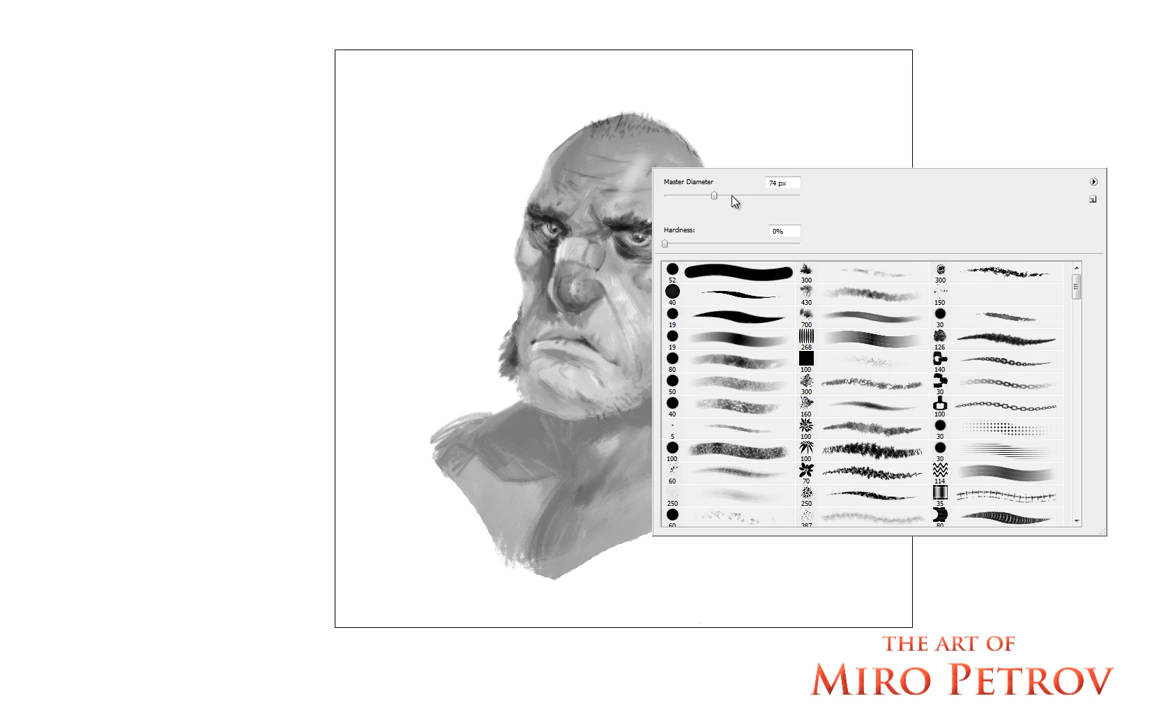 Master Diameter
74 px
Hardness:
0%
52 300 300
40 430 150
19 700 30
19 268 126
80 100 140
50 300 30
40 160 100
5 100 30
100 100 30
60 70 114
250 250 35
60 387 80
THE ART OF
MIRO PETROV